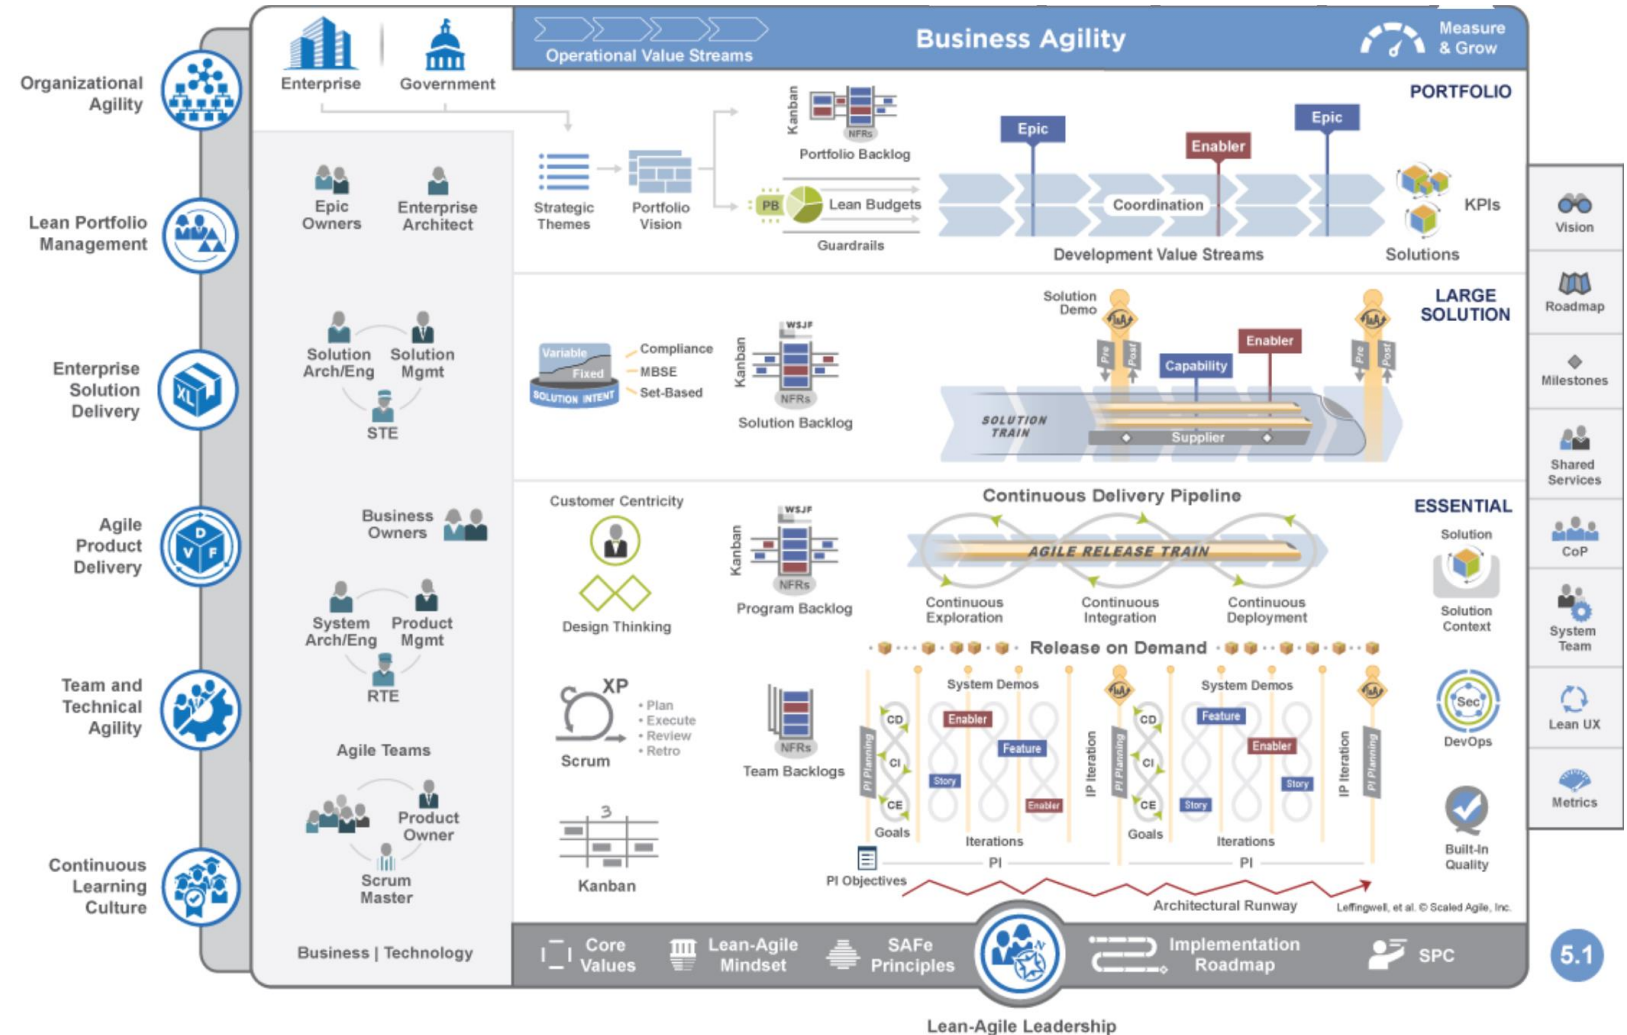 Organizational
Agility
Lean Portfolio
Management
Enterprise
Solution
Delivery
XL
Agile
Product
Delivery
D
V F
Team and
Technical
Agility
Continuous
Learning
Culture
Enterprise
Government
Operational Value Streams
Business Agility
Measure
& Grow
Epic
Owners
Enterprise
Architect
Solution
Arch/Eng
Solution
Mgmt
STE
Business
Owners
System
Arch/Eng
Product
Mgmt
RTE
Agile Teams
Product
Owner
Scrum
Master
Business | Technology
PORTFOLIO
Strategic
Themes
Portfolio
Vision
Kanban
NFRs
Portfolio Backlog
PB
Lean Budgets
Guardrails
Epic
Enabler
Epic
Coordination
Development Value Streams
KPIs
Solutions
LARGE
SOLUTION
Variable
Fixed
SOLUTION INTENT
Compliance
MBSE
Set-Based
WSJF
Kanban
NFRs
Solution Backlog
Solution
Demo
I&A
Pre
Post
Capability
Enabler
I&A
Pre
Post
SOLUTION
TRAIN
Supplier
ESSENTIAL
Customer Centricity
Design Thinking
WSJF
Kanban
NFRs
Program Backlog
Continuous Delivery Pipeline
AGILE RELEASE TRAIN
Continuous
Exploration
Continuous
Integration
Continuous
Deployment
Solution
Solution
Context
Release on Demand
XP
Scrum
• Plan
• Execute
• Review
• Retro
NFRs
Team Backlogs
3
Kanban
PI Planning
CD
CI
CE
Goals
System Demos
Enabler
Feature
Story
Enabler
Iterations
IP Iteration
I&A
PI Planning
CD
CI
CE
Goals
System Demos
Feature
Enabler
Story
Story
Iterations
IP Iteration
I&A
PI Planning
PI
PI
PI Objectives
Architectural Runway
Sec
DevOps
Built-In
Quality
Leffingwell, et al. © Scaled Agile, Inc.
Vision
Roadmap
Milestones
Shared
Services
CoP
System
Team
Lean UX
Metrics
Core
Values
Lean-Agile
Mindset
SAFe
Principles
N
Implementation
Roadmap
SPC
5.1
Lean-Agile Leadership